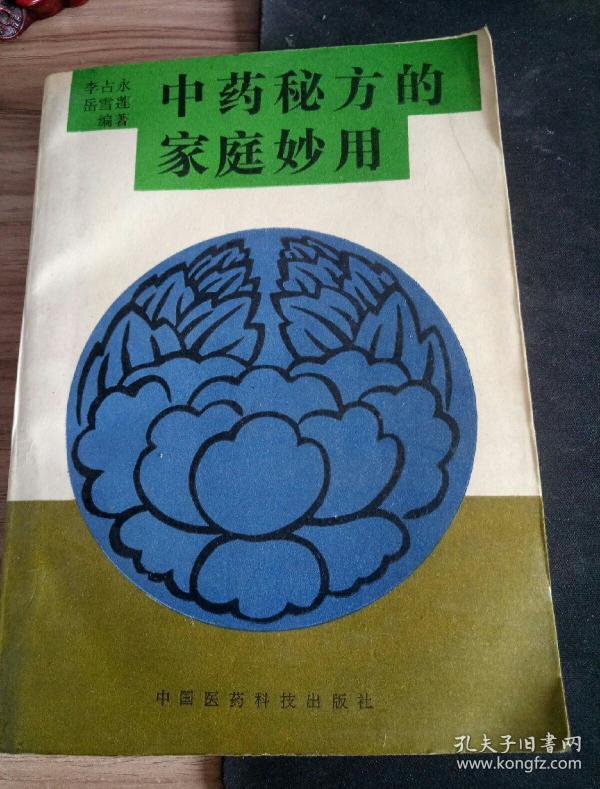 李占永
岳雪莲
编著
中药秘方的
家庭妙用
中国医药科技出版社
孔夫子旧書网
www.kongfz.com